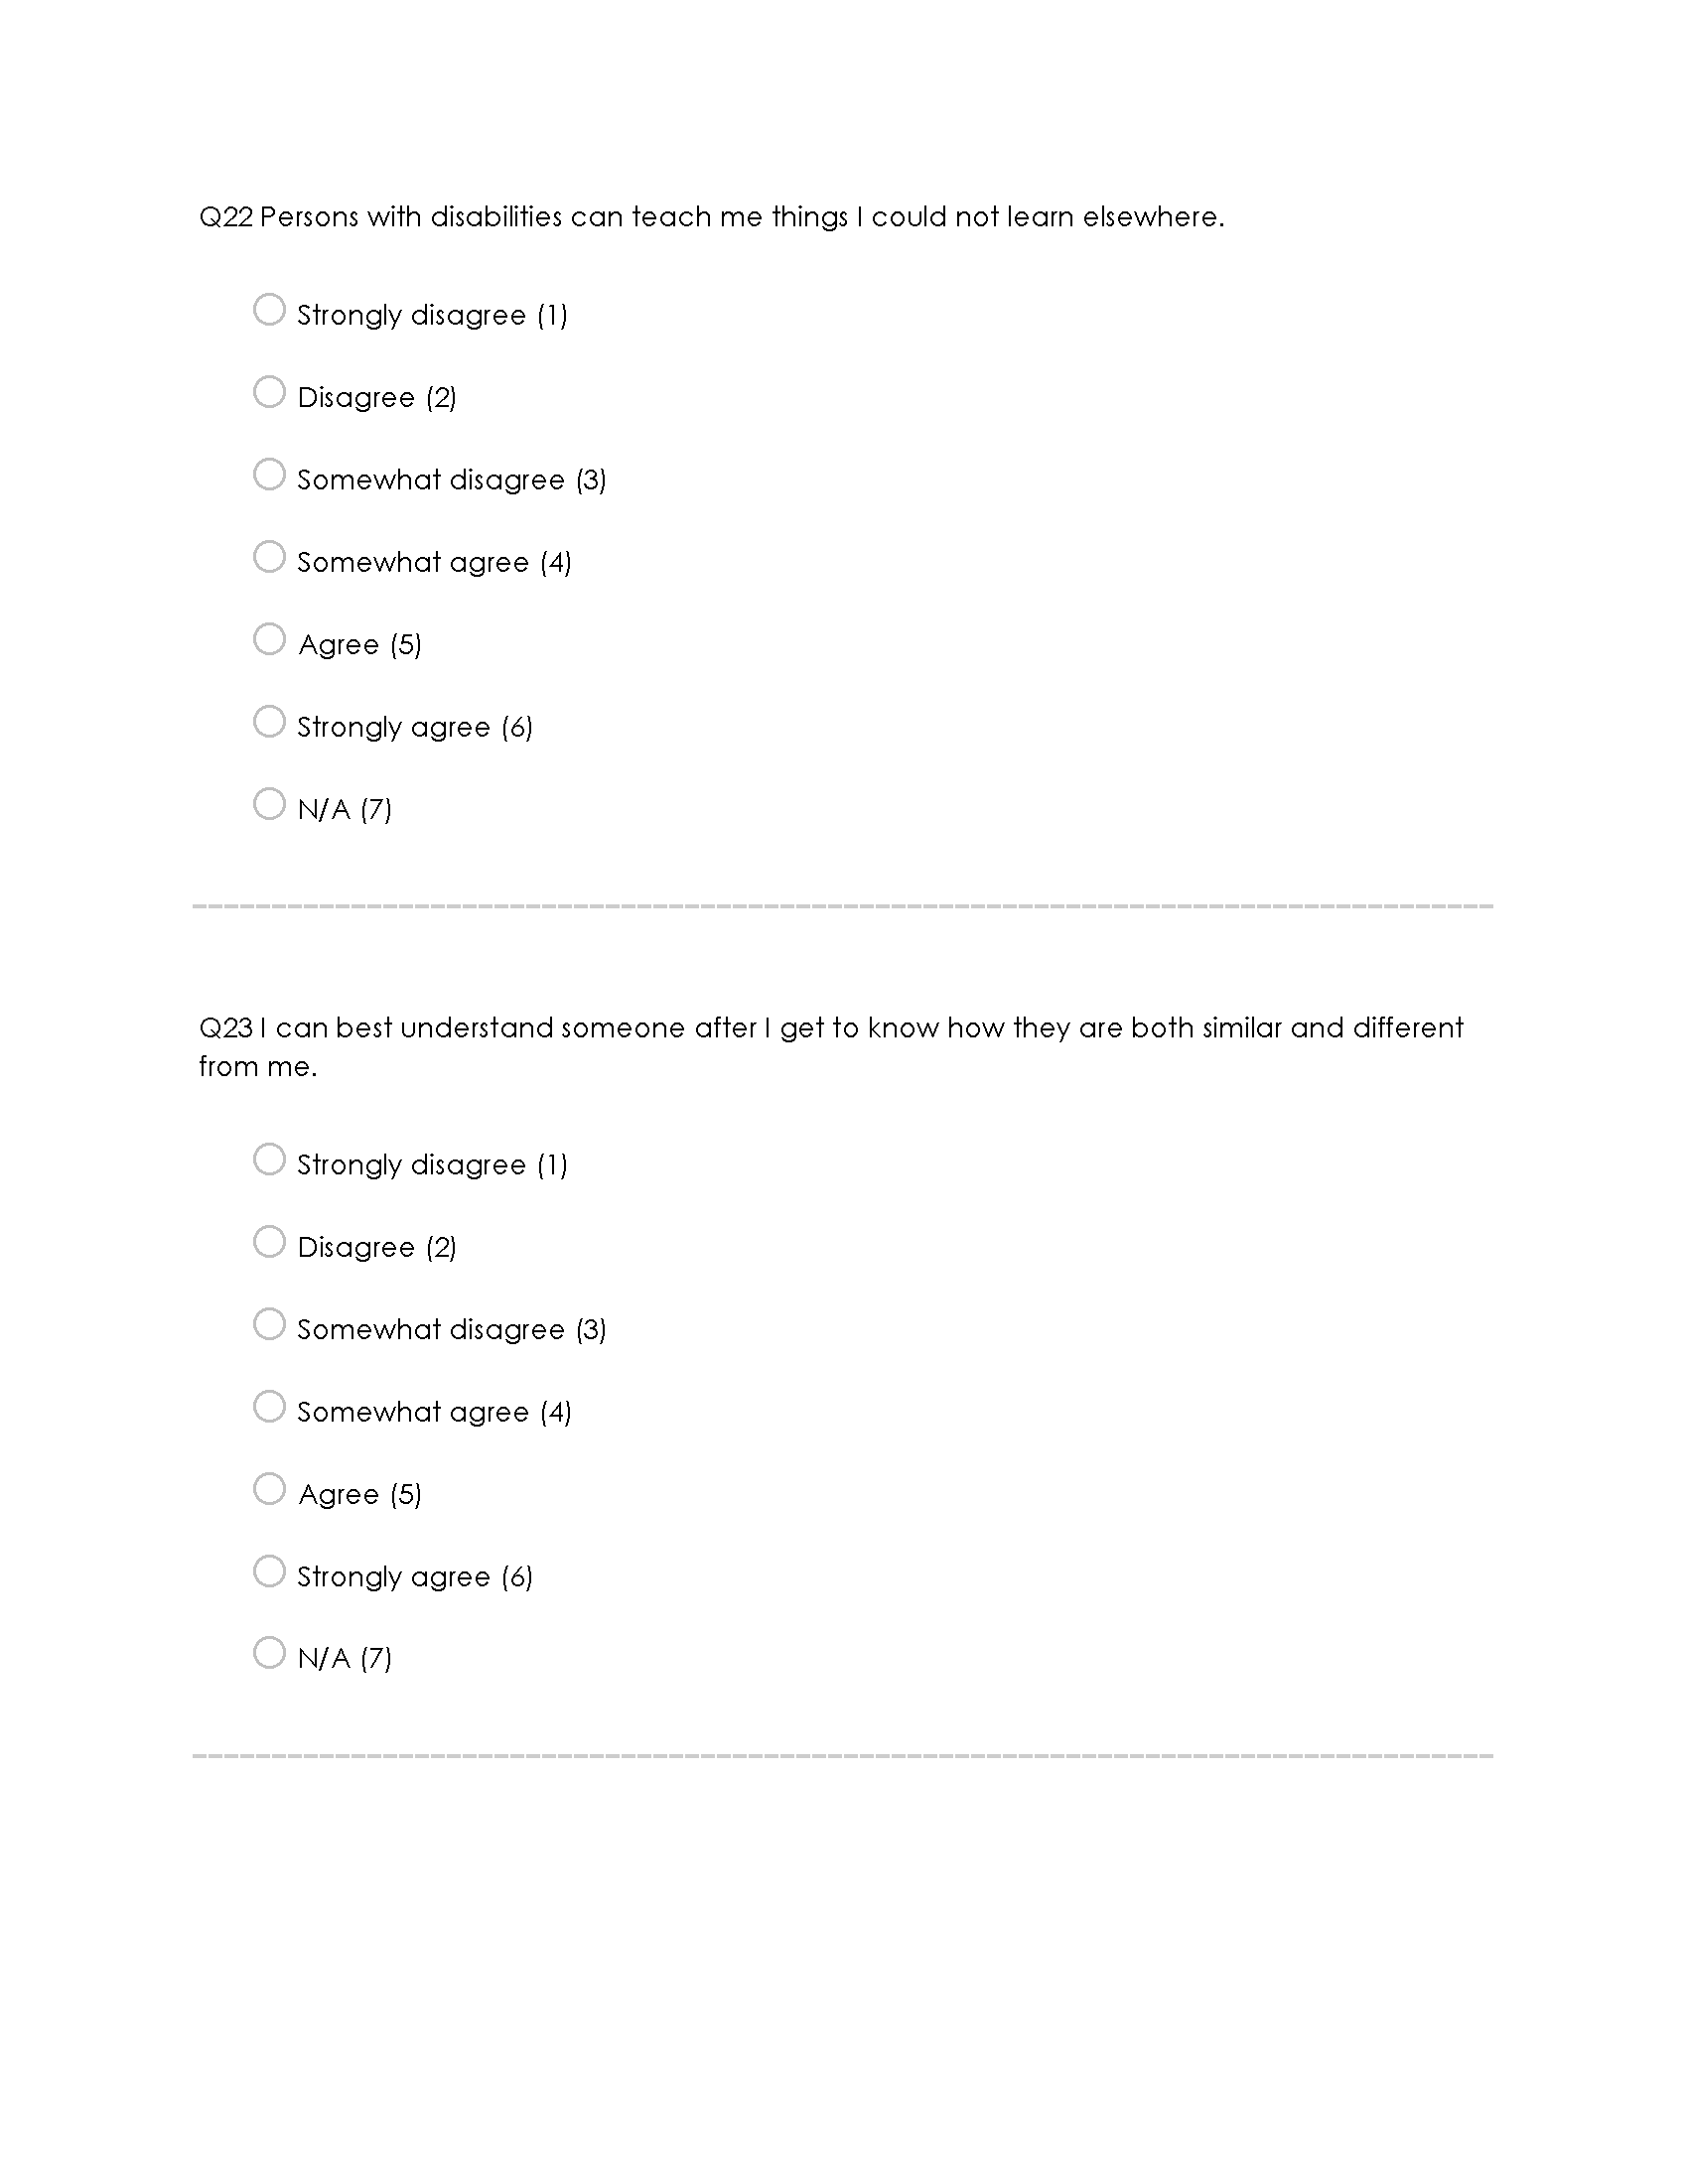 Q22 Persons with disabilities can teach me things I could not learn elsewhere.
Strongly disagree (1)
Disagree (2)
Somewhat disagree (3)
Somewhat agree (4)
Agree (5)
Strongly agree (6)
N/A (7)
Q23 I can best understand someone after I get to know how they are both similar and different
from me.
Strongly disagree (1)
Disagree (2)
Somewhat disagree (3)
Somewhat agree (4)
Agree (5)
Strongly agree (6)
N/A (7)